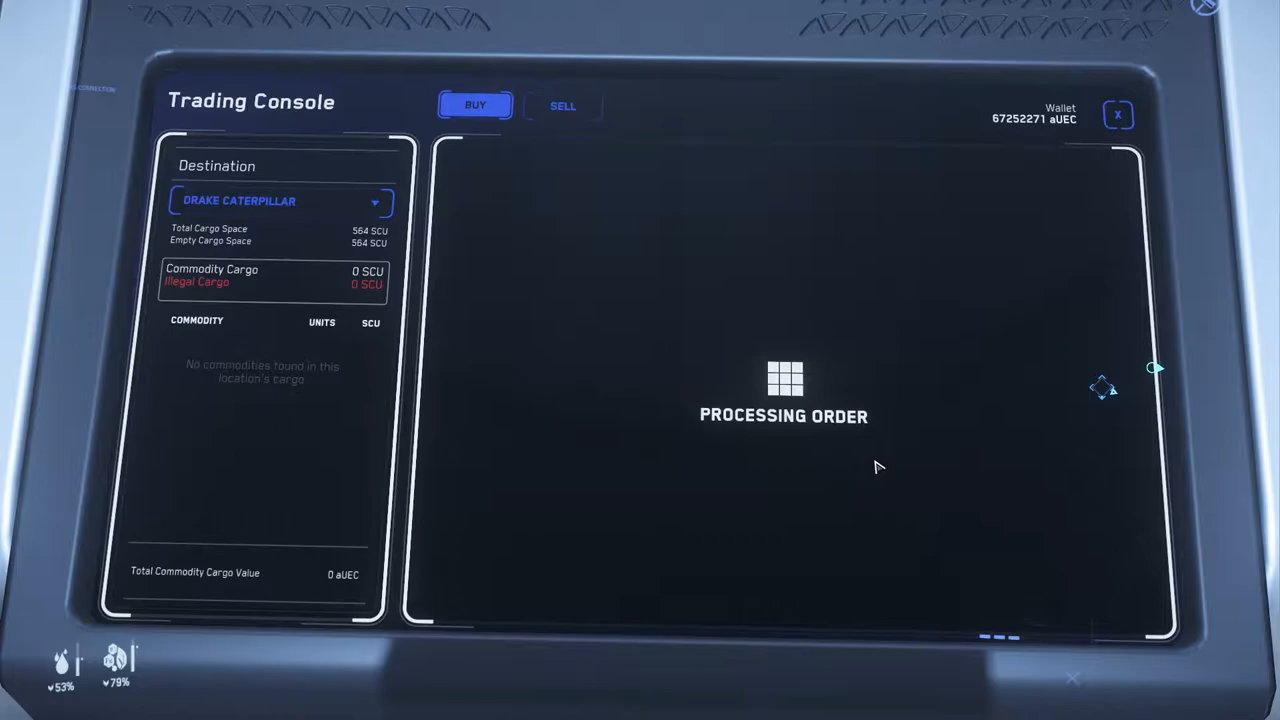 Trading Console
BUY
SELL
Wallet
67252271 aUEC
X
Destination
DRAKE CATERPILLAR
Total Cargo Space 564 SCU
Empty Cargo Space 564 SCU
Commodity Cargo 0 SCU
Illegal Cargo 0 SCU
COMMODITY UNITS SCU
No commodities found in this
location's cargo
PROCESSING ORDER
Total Commodity Cargo Value 0 aUEC
53%
79%